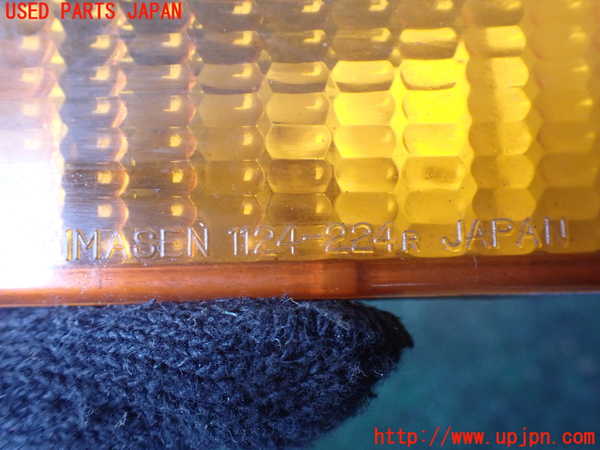 USED PARTS JAPAN
IMASEN 1124-224R JAPAN
http://www.upjpn.com